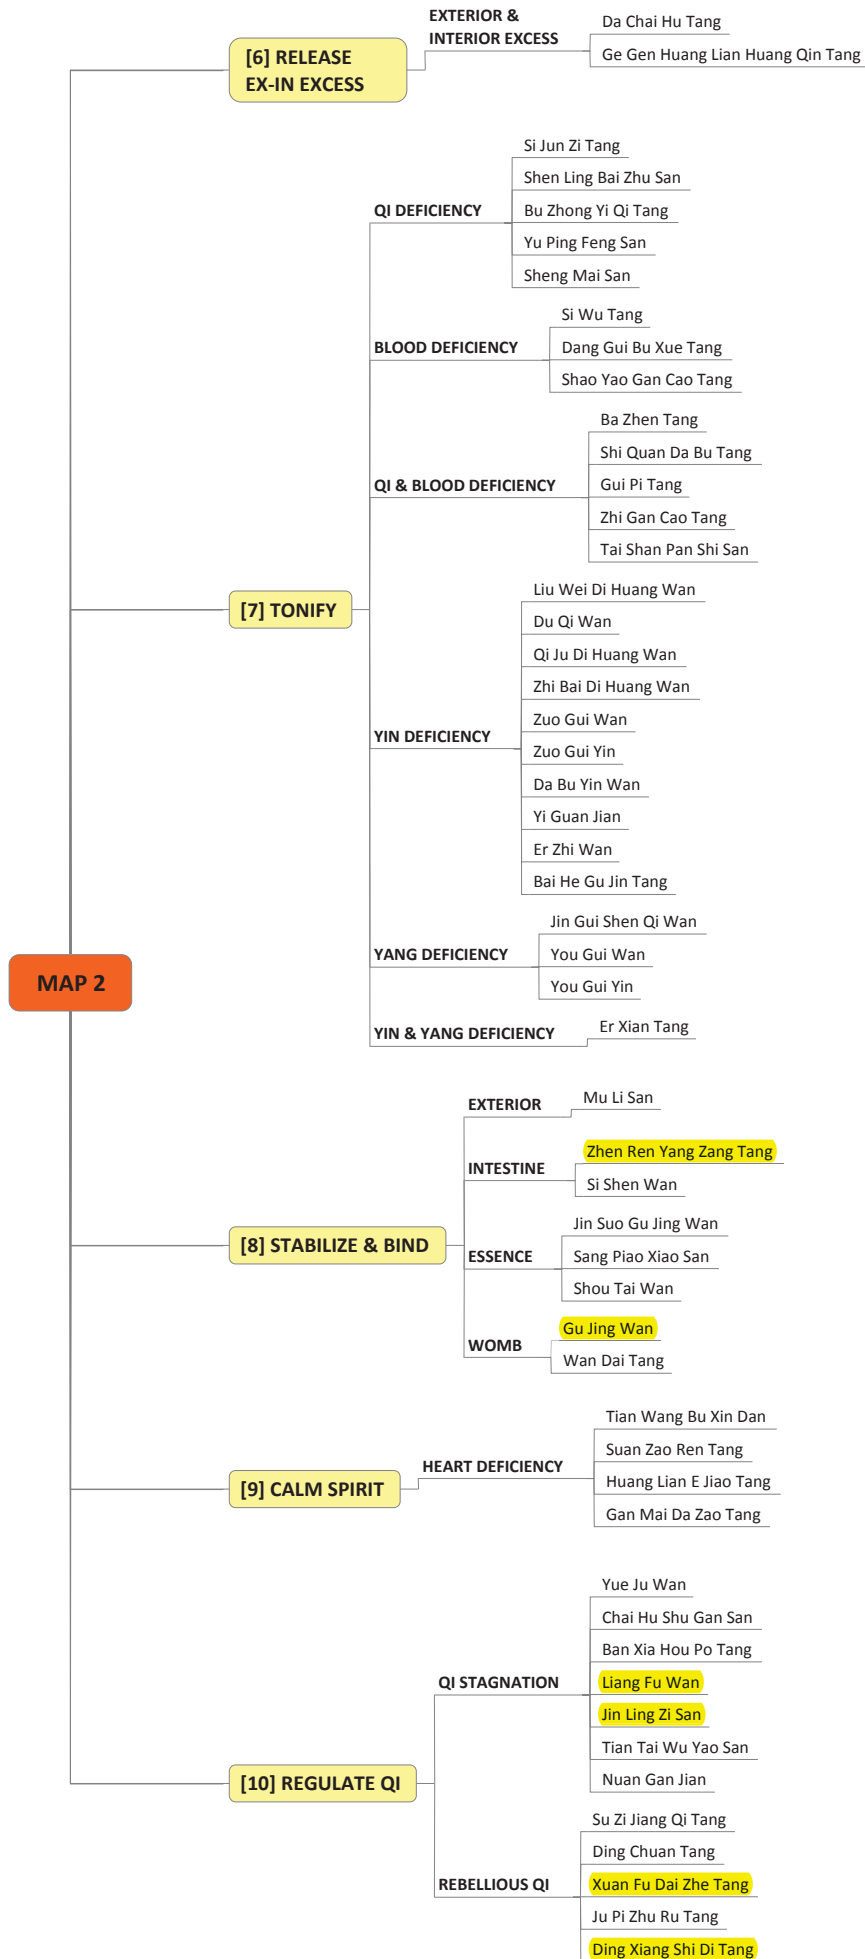 EXTERIOR &
INTERIOR EXCESS
Da Chai Hu Tang
Ge Gen Huang Lian Huang Qin Tang
[6] RELEASE
EX-IN EXCESS
Si Jun Zi Tang
Shen Ling Bai Zhu San
QI DEFICIENCY
Bu Zhong Yi Qi Tang
Yu Ping Feng San
Sheng Mai San
Si Wu Tang
BLOOD DEFICIENCY
Dang Gui Bu Xue Tang
Shao Yao Gan Cao Tang
Ba Zhen Tang
Shi Quan Da Bu Tang
QI & BLOOD DEFICIENCY
Gui Pi Tang
Zhi Gan Cao Tang
Tai Shan Pan Shi San
[7] TONIFY
Liu Wei Di Huang Wan
Du Qi Wan
Qi Ju Di Huang Wan
Zhi Bai Di Huang Wan
YIN DEFICIENCY
Zuo Gui Wan
Zuo Gui Yin
Da Bu Yin Wan
Yi Guan Jian
Er Zhi Wan
Bai He Gu Jin Tang
Jin Gui Shen Qi Wan
YANG DEFICIENCY
You Gui Wan
You Gui Yin
MAP 2
YIN & YANG DEFICIENCY
Er Xian Tang
EXTERIOR
Mu Li San
INTESTINE
Zhen Ren Yang Zang Tang
Si Shen Wan
[8] STABILIZE & BIND
ESSENCE
Jin Suo Gu Jing Wan
Sang Piao Xiao San
Shou Tai Wan
WOMB
Gu Jing Wan
Wan Dai Tang
[9] CALM SPIRIT
HEART DEFICIENCY
Tian Wang Bu Xin Dan
Suan Zao Ren Tang
Huang Lian E Jiao Tang
Gan Mai Da Zao Tang
[10] REGULATE QI
QI STAGNATION
Yue Ju Wan
Chai Hu Shu Gan San
Ban Xia Hou Po Tang
Liang Fu Wan
Jin Ling Zi San
Tian Tai Wu Yao San
Nuan Gan Jian
REBELLIOUS QI
Su Zi Jiang Qi Tang
Ding Chuan Tang
Xuan Fu Dai Zhe Tang
Ju Pi Zhu Ru Tang
Ding Xiang Shi Di Tang